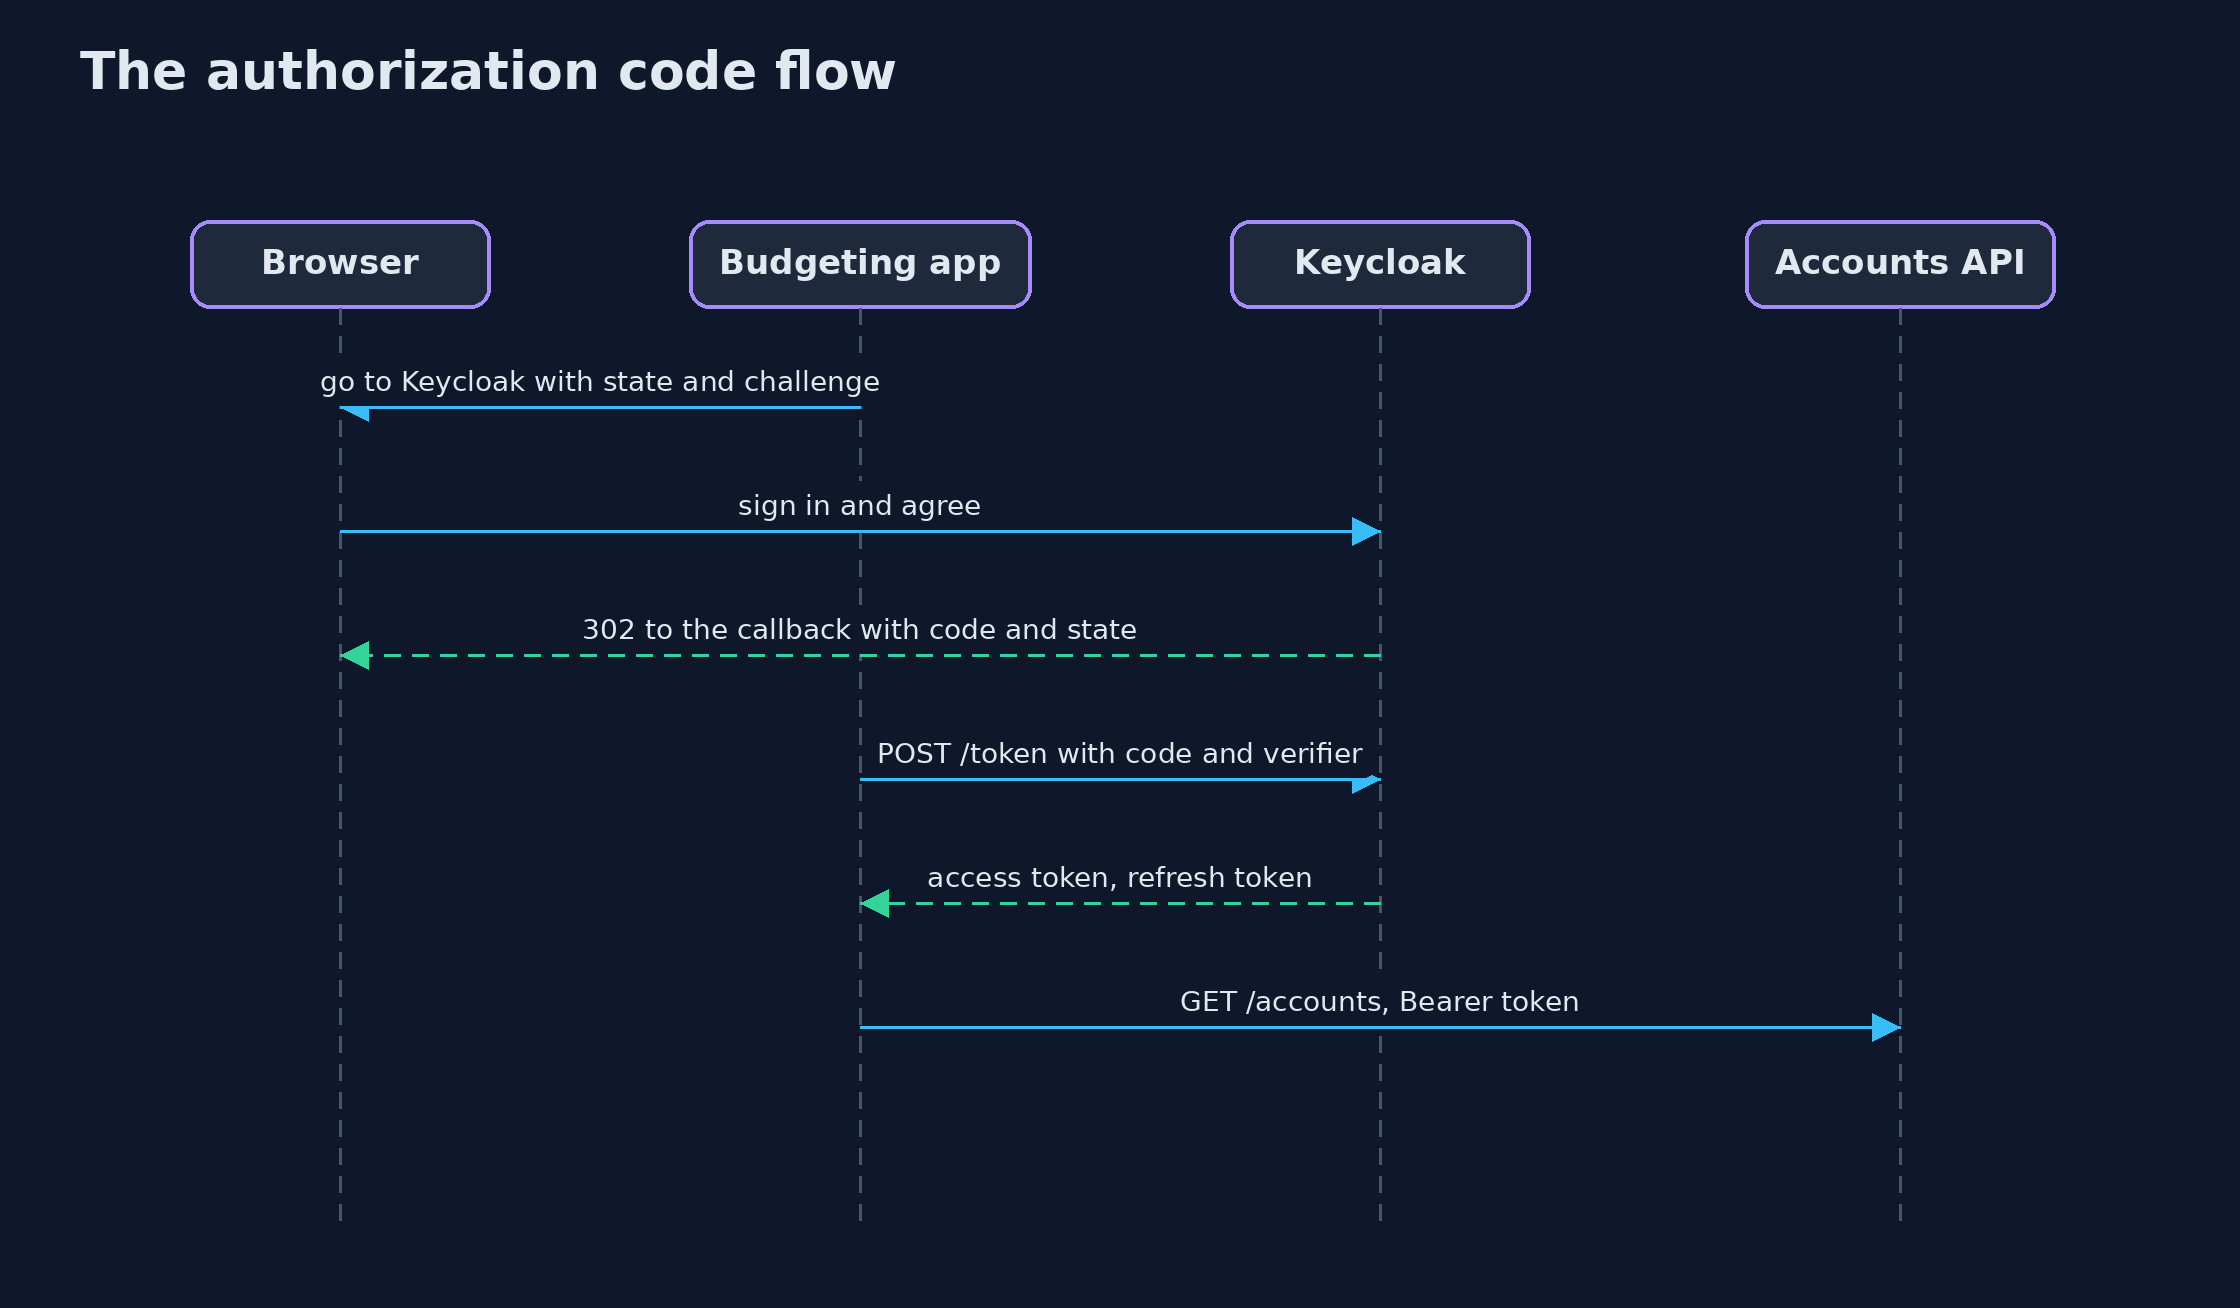 The authorization code flow
Browser
Budgeting app
Keycloak
Accounts API
go to Keycloak with state and challenge
sign in and agree
302 to the callback with code and state
POST /token with code and verifier
access token, refresh token
GET /accounts, Bearer token